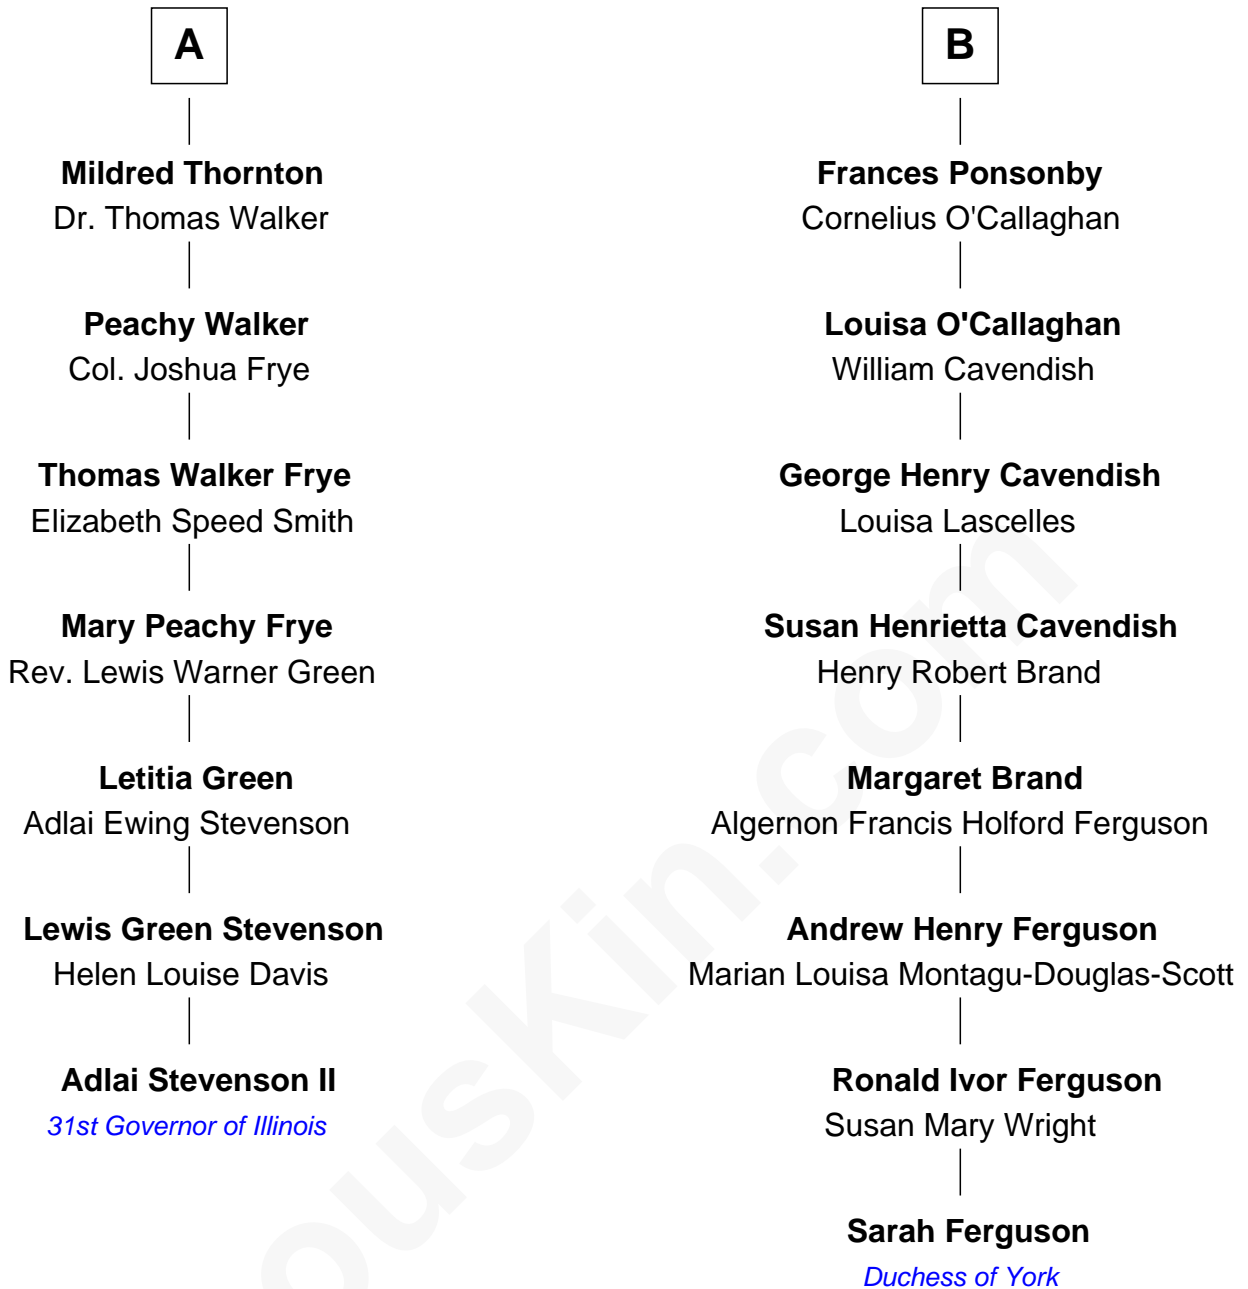 A
Mildred Thornton
Dr. Thomas Walker
Peachy Walker
Col. Joshua Frye
Thomas Walker Frye
Elizabeth Speed Smith
Mary Peachy Frye
Rev. Lewis Warner Green
Letitia Green
Adlai Ewing Stevenson
Lewis Green Stevenson
Helen Louise Davis
Adlai Stevenson II
31st Governor of Illinois
B
Frances Ponsonby
Cornelius O'Callaghan
Louisa O'Callaghan
William Cavendish
George Henry Cavendish
Louisa Lascelles
Susan Henrietta Cavendish
Henry Robert Brand
Margaret Brand
Algernon Francis Holford Ferguson
Andrew Henry Ferguson
Marian Louisa Montagu-Douglas-Scott
Ronald Ivor Ferguson
Susan Mary Wright
Sarah Ferguson
Duchess of York
ousKin.com